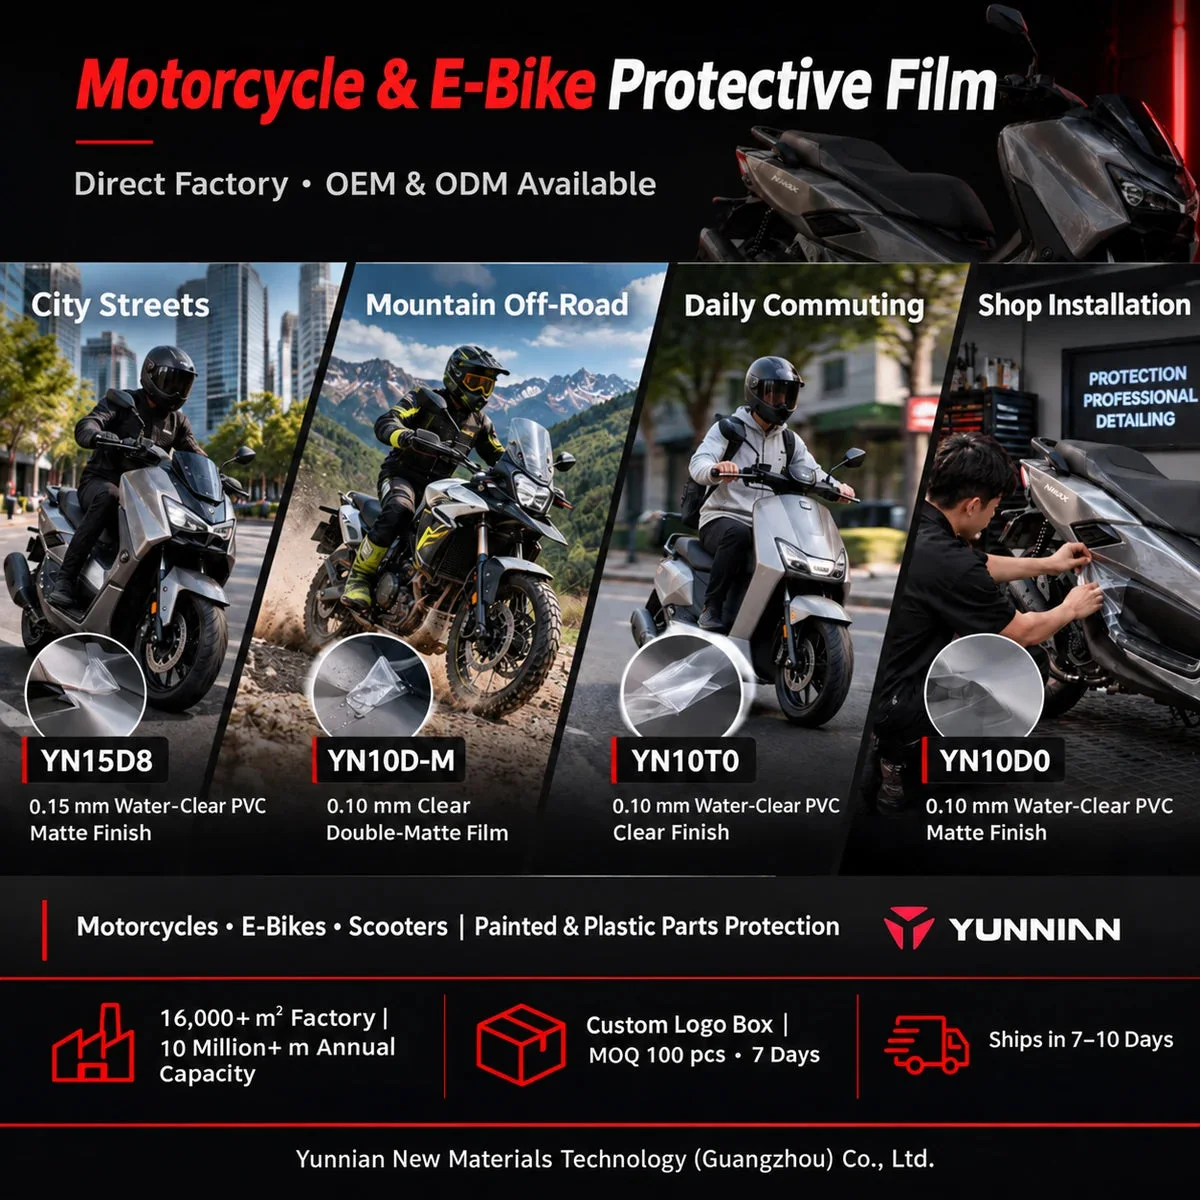 Motorcycle & E-Bike Protective Film
Direct Factory • OEM & ODM Available
City Streets
Mountain Off-Road
Daily Commuting
Shop Installation
PROTECTION
PROFESSIONAL
DETAILING
NMAX
NMAX
YN15D8
0.15 mm Water-Clear PVC
Matte Finish
YN10D-M
0.10 mm Clear
Double-Matte Film
YN10T0
0.10 mm Water-Clear PVC
Clear Finish
YN10D0
0.10 mm Water-Clear PVC
Matte Finish
Motorcycles • E-Bikes • Scooters | Painted & Plastic Parts Protection
YUNNIAN
16,000+ m² Factory |
10 Million+ m Annual
Capacity
Custom Logo Box |
MOQ 100 pcs • 7 Days
Ships in 7–10 Days
Yunnian New Materials Technology (Guangzhou) Co., Ltd.